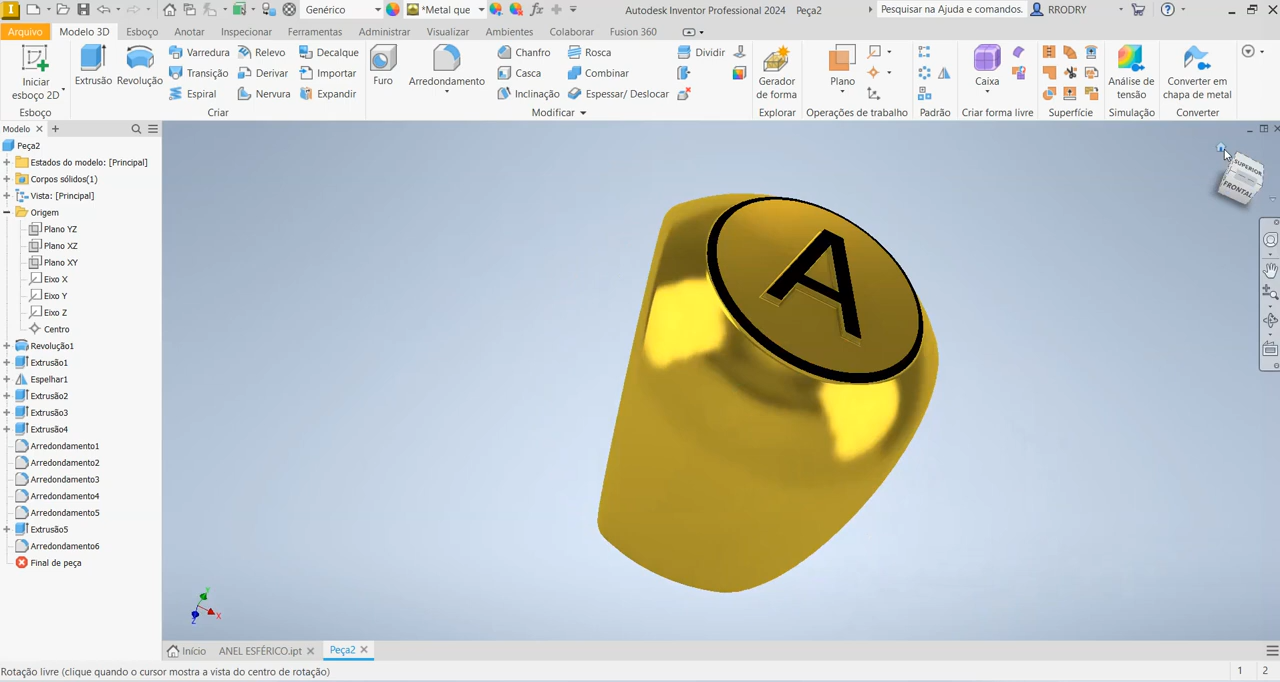 Genérico
*Metal que
Autodesk Inventor Professional 2024 Peça2
Pesquisar na Ajuda e comandos.
RRODRY
Arquivo Modelo 3D Esboço Anotar Inspecionar Ferramentas Administrar Visualizar Ambientes Colaborar Fusion 360
Iniciar
esboço 2D
Esboço
Extrusão
Revolução
Varredura
Transição
Espiral
Relevo
Derivar
Nervura
Decalque
Importar
Expandir
Criar
Furo
Arredondamento
Chanfro
Casca
Inclinação
Rosca
Combinar
Espessar/ Deslocar
Dividir
Modificar
Gerador
de forma
Explorar
Plano
Operações de trabalho
Padrão
Caixa
Criar forma livre
Superfície
Análise de
tensão
Simulação
Converter em
chapa de metal
Converter
Modelo
Peça2
Estados do modelo: [Principal]
Corpos sólidos(1)
Vista: [Principal]
Origem
Plano YZ
Plano XZ
Plano XY
Eixo X
Eixo Y
Eixo Z
Centro
Revolução1
Extrusão1
Espelhar1
Extrusão2
Extrusão3
Extrusão4
Arredondamento1
Arredondamento2
Arredondamento3
Arredondamento4
Arredondamento5
Extrusão5
Arredondamento6
Final de peça
A
SUPERIOR
FRONTAL
Y
X
Z
Início ANEL ESFÉRICO.ipt Peça2
Rotação livre (clique quando o cursor mostra a vista do centro de rotação)
1 2